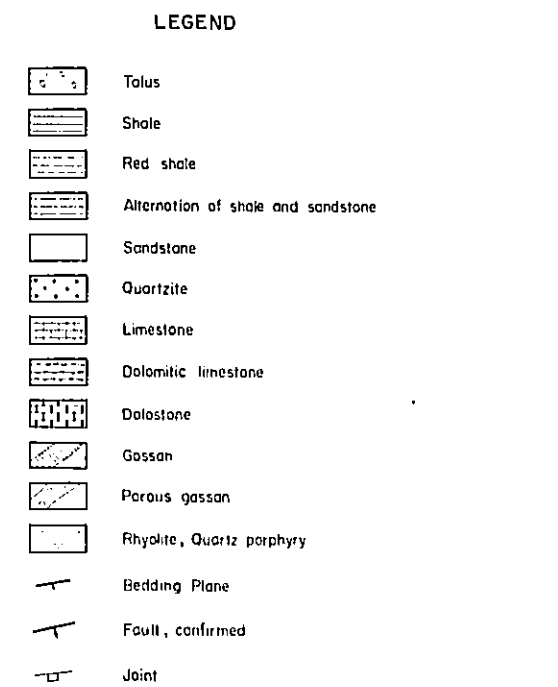 LEGEND
Talus
Shale
Red shale
Alternation of shale and sandstone
Sandstone
Quartzite
Limestone
Dolomitic limestone
Dolostone
Gossan
Porous gossan
Rhyolite, Quartz porphyry
Bedding Plane
Fault, confirmed
Joint